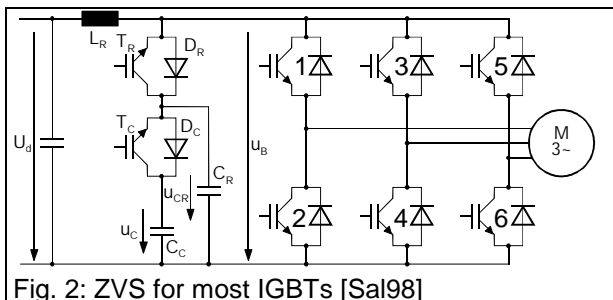 L_R
T_R
D_R
1
3
5
T_C
D_C
U_d
C_R
u_B
M
3~
u_CR
u_C
C_C
2
4
6
Fig. 2: ZVS for most IGBTs [Sal98]